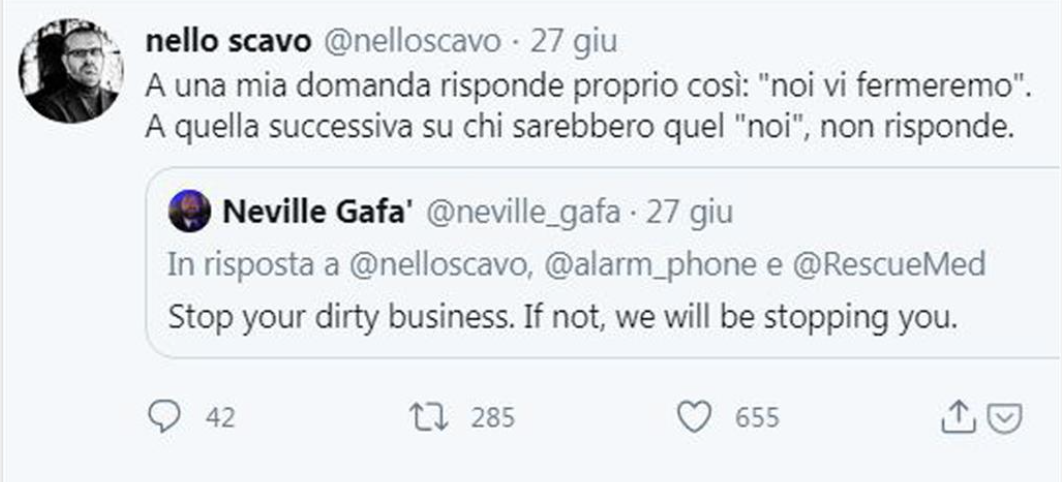 nello scavo @nelloscavo · 27 giu
A una mia domanda risponde proprio così: "noi vi fermeremo".
A quella successiva su chi sarebbero quel "noi", non risponde.
Neville Gafa' @neville_gafa · 27 giu
In risposta a @nelloscavo, @alarm_phone e @RescueMed
Stop your dirty business. If not, we will be stopping you.
42 285 655